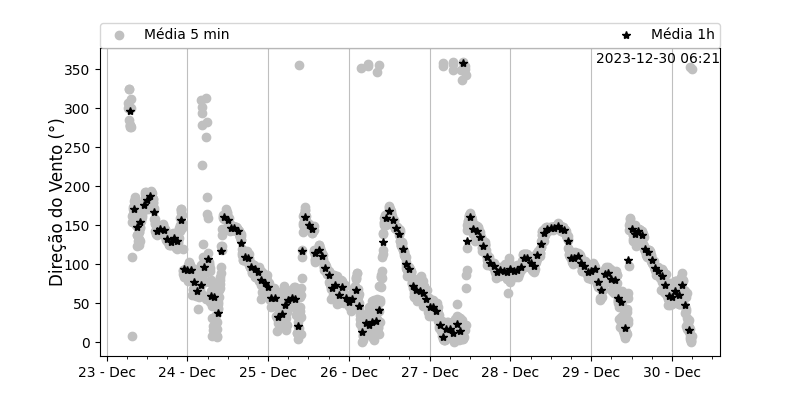 Média 5 min
Média 1h
2023-12-30 06:21
Direção do Vento (°)
350
300
250
200
150
100
50
0
23 - Dec
24 - Dec
25 - Dec
26 - Dec
27 - Dec
28 - Dec
29 - Dec
30 - Dec